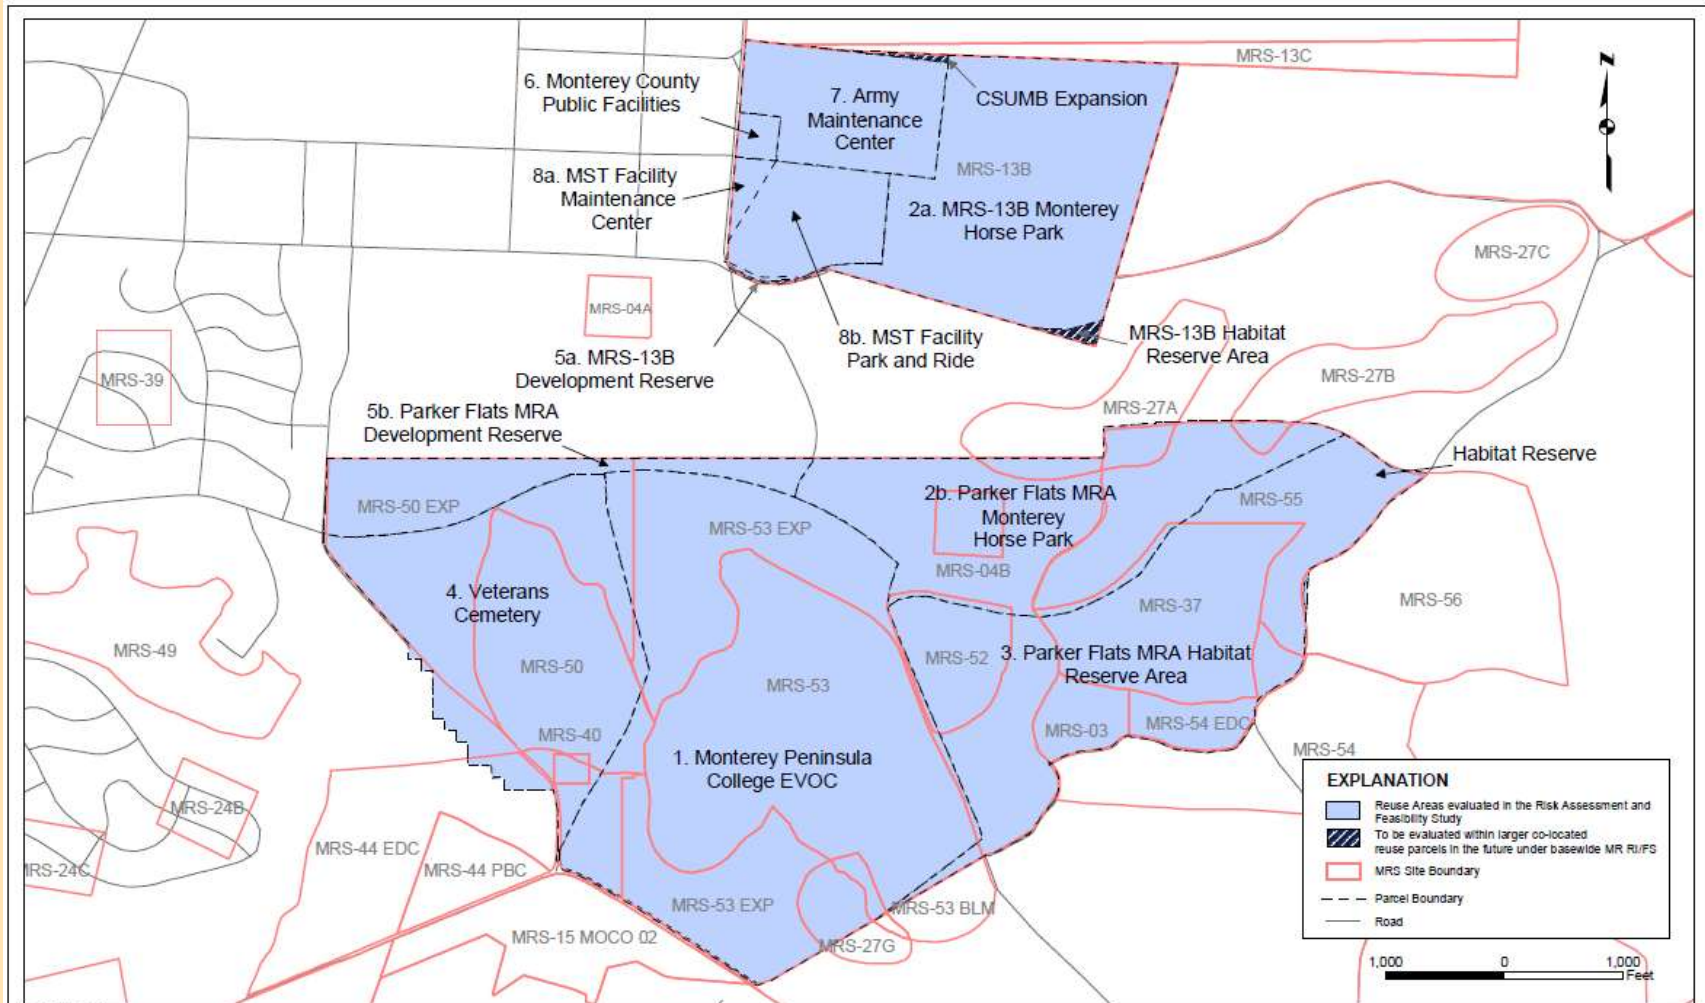 MRS-13C
6. Monterey County
Public Facilities
7. Army
Maintenance
Center
CSUMB Expansion
N
8a. MST Facility
Maintenance
Center
MRS-13B
2a. MRS-13B Monterey
Horse Park
MRS-27C
MRS-04A
5a. MRS-13B
Development Reserve
8b. MST Facility
Park and Ride
MRS-13B Habitat
Reserve Area
MRS-39
MRS-27B
MRS-27A
5b. Parker Flats MRA
Development Reserve
Habitat Reserve
MRS-50 EXP
MRS-53 EXP
2b. Parker Flats MRA
Monterey
Horse Park
MRS-55
MRS-04B
4. Veterans
Cemetery
MRS-37
MRS-56
MRS-49
MRS-50
MRS-53
MRS-52
3. Parker Flats MRA Habitat
Reserve Area
MRS-40
MRS-03
MRS-54 EDC
MRS-54
1. Monterey Peninsula
College EVOC
MRS-24B
MRS-24C
MRS-44 EDC
MRS-44 PBC
MRS-53 EXP
MRS-53 BLM
MRS-15 MOCO 02
MRS-27G
EXPLANATION
Reuse Areas evaluated in the Risk Assessment and
Feasibility Study
To be evaluated within larger co-located
reuse parcels in the future under basewide MR RI/FS
MRS Site Boundary
Parcel Boundary
Road
1,000 0 1,000
Feet